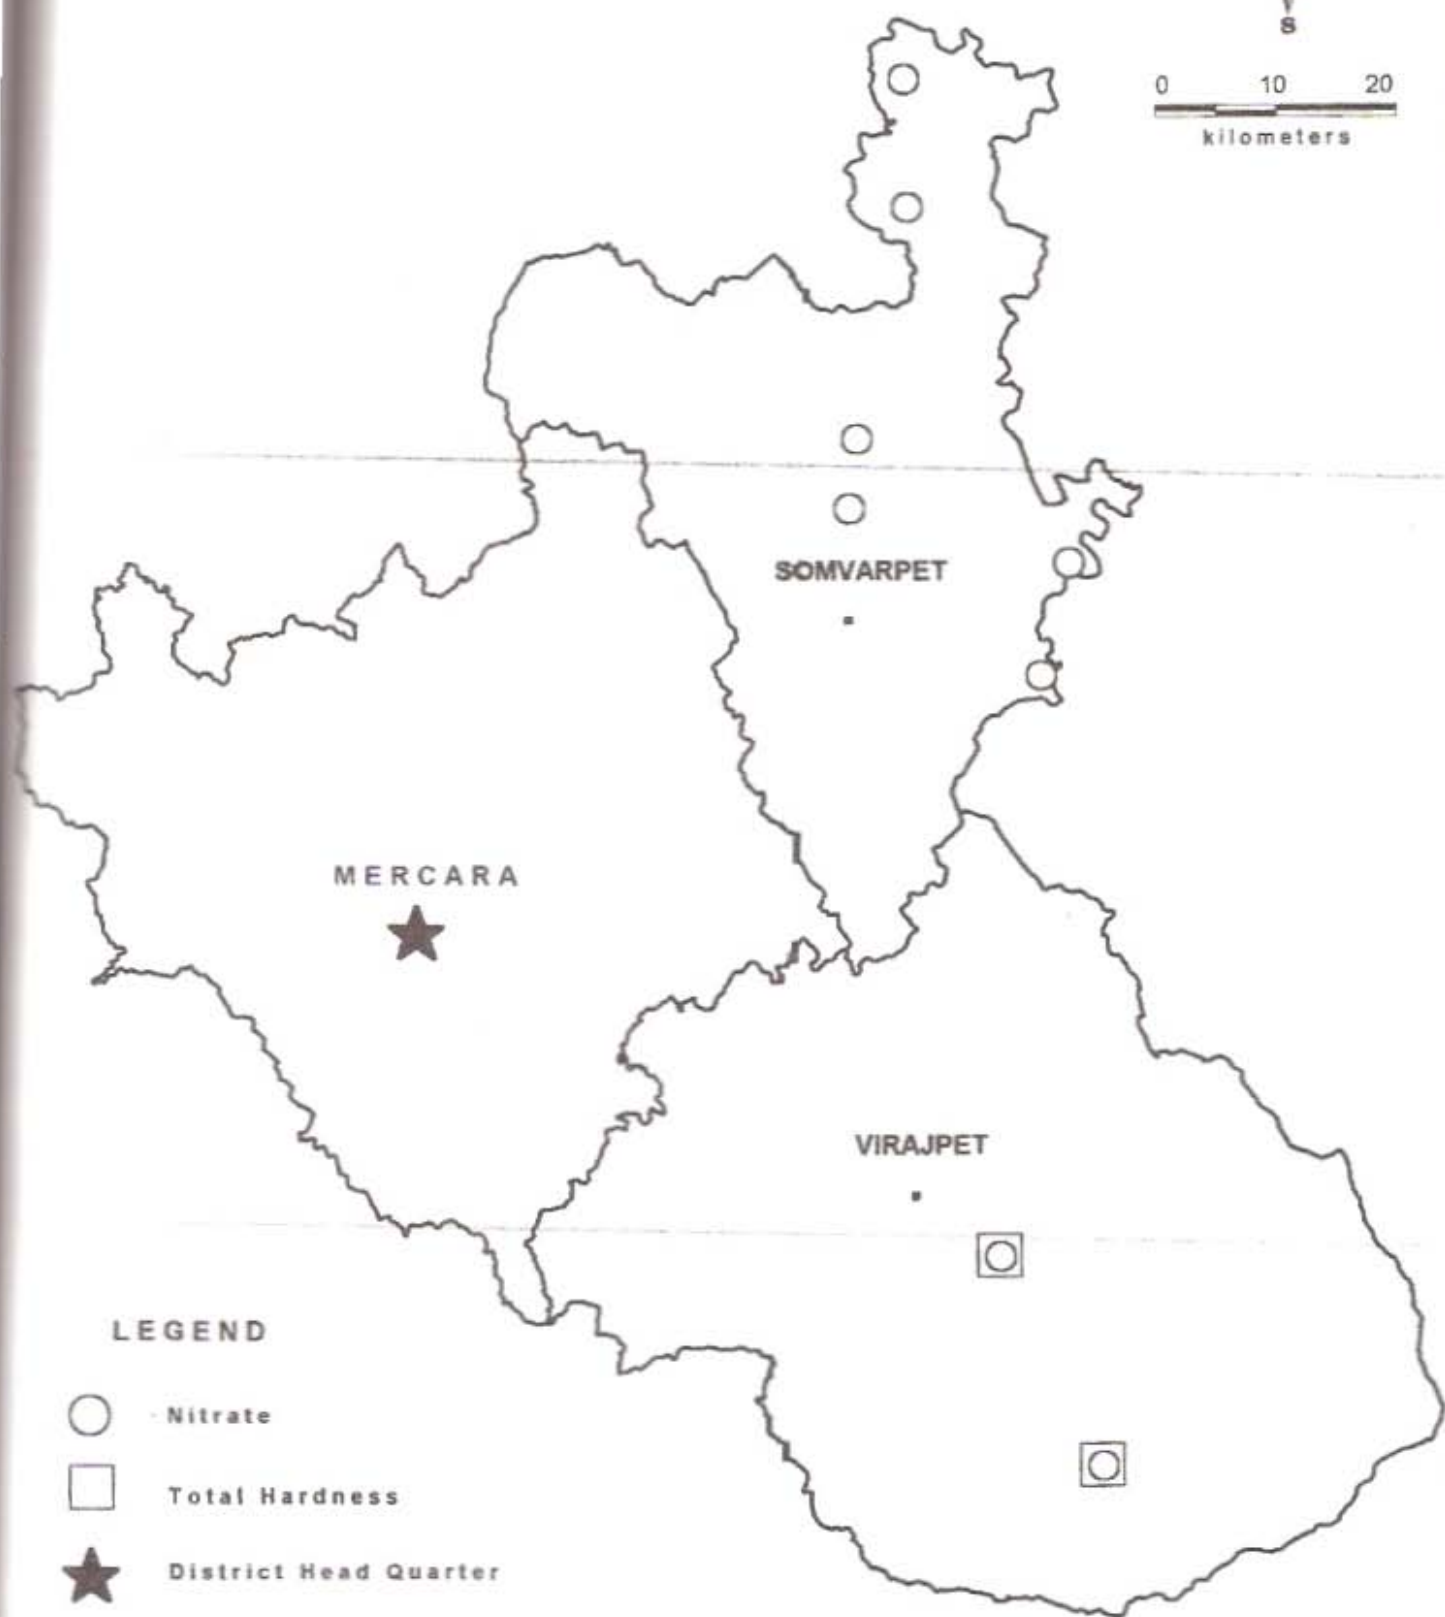 S
0 10 20
kilometers
SOMVARPET
MERCARA
VIRAJPET
LEGEND
Nitrate
Total Hardness
District Head Quarter